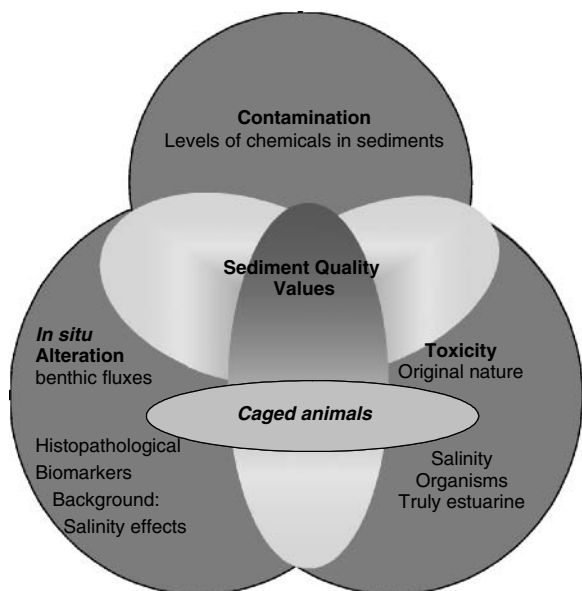 Contamination
Levels of chemicals in sediments
Sediment Quality
Values
In situ
Alteration
benthic fluxes
Toxicity
Original nature
Caged animals
Histopathological
Biomarkers
Background:
Salinity effects
Salinity
Organisms
Truly estuarine